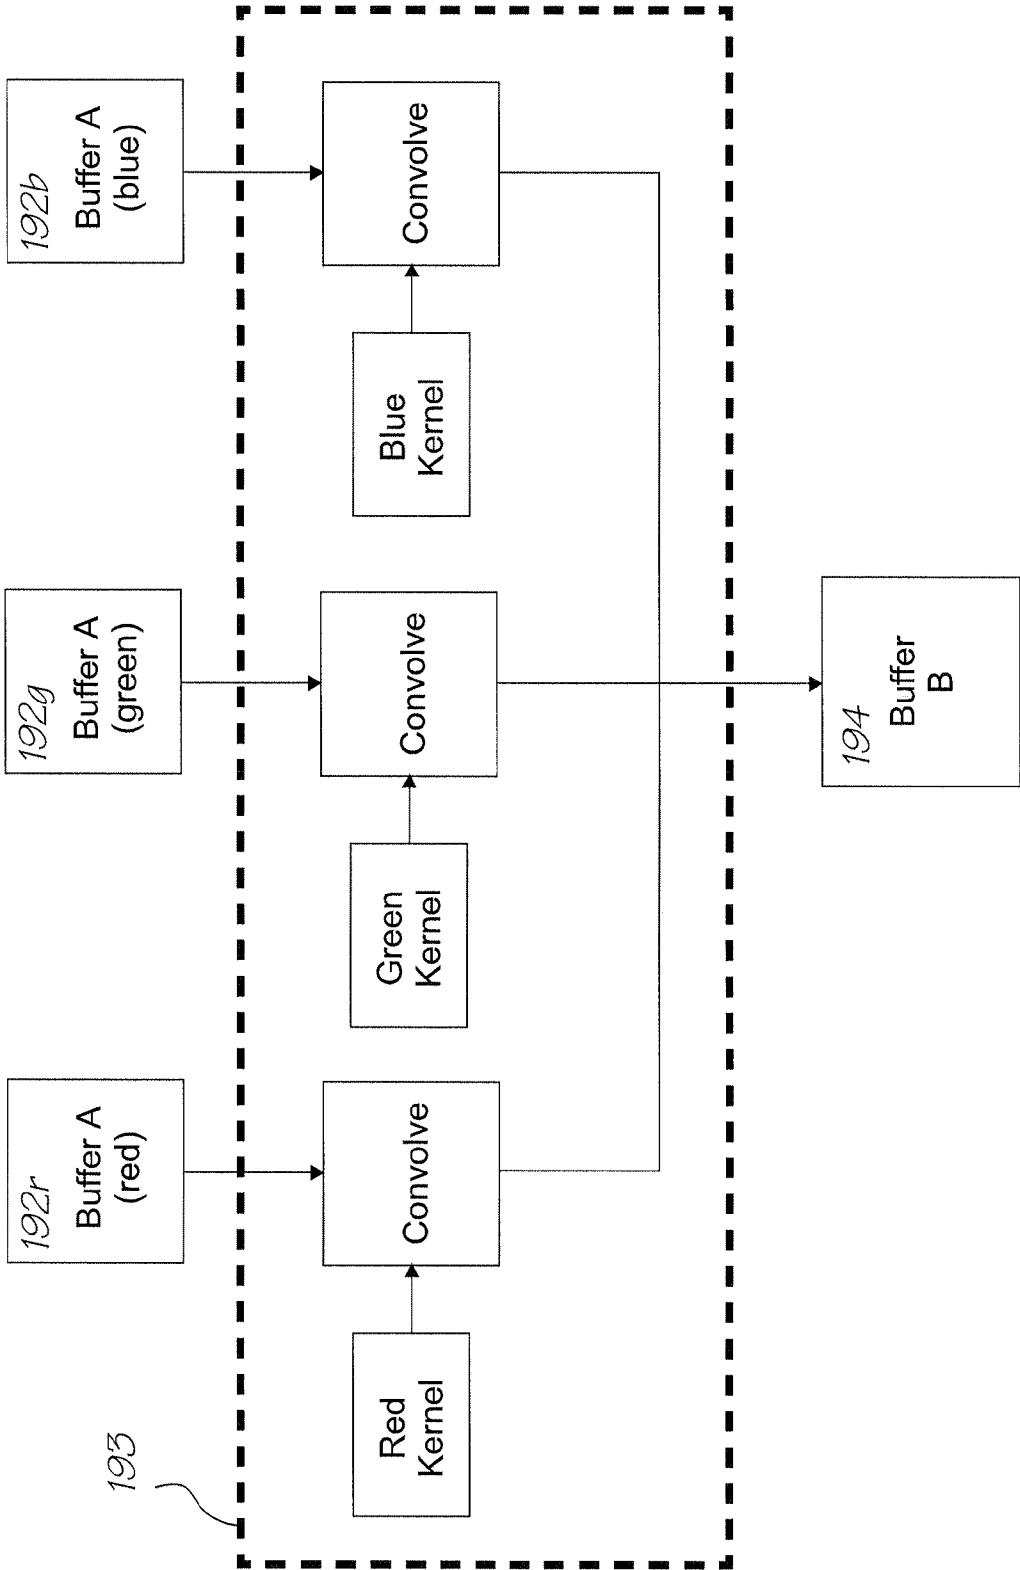 193
192r
Buffer A
(red)
Red
Kernel
Convolve
192g
Buffer A
(green)
Green
Kernel
Convolve
192b
Buffer A
(blue)
Blue
Kernel
Convolve
194
Buffer
B